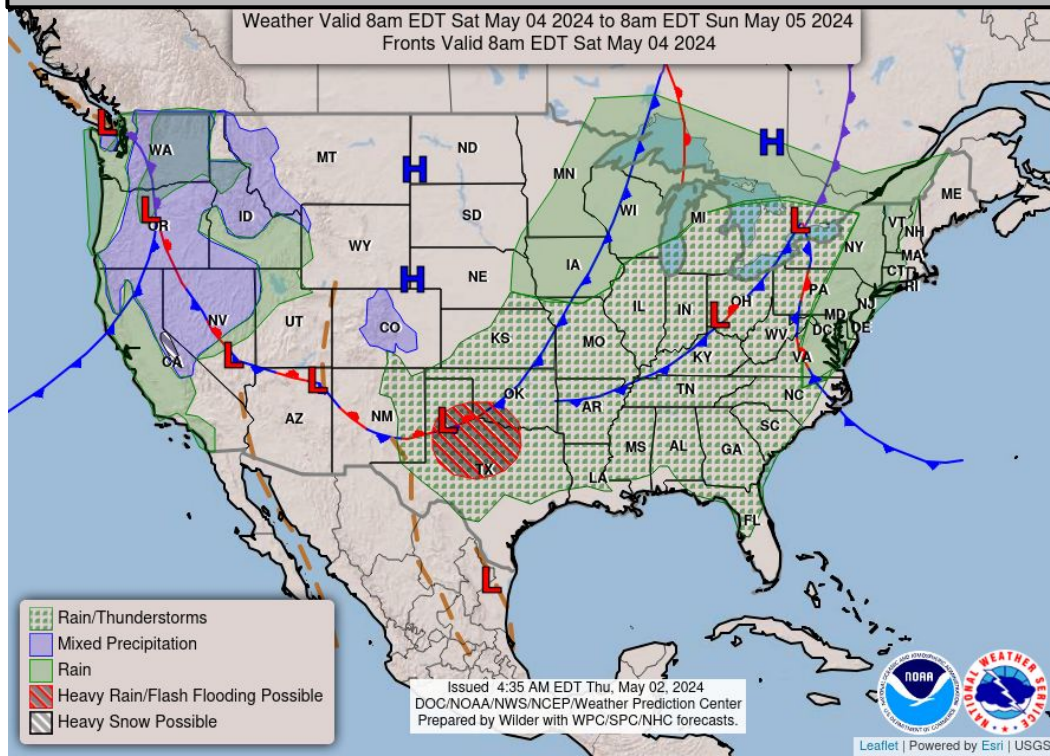 Weather Valid 8am EDT Sat May 04 2024 to 8am EDT Sun May 05 2024
Fronts Valid 8am EDT Sat May 04 2024
L
WA
MT
H
ND
H
MN
ME
L
OR
ID
SD
WI
MI
L
VT
NH
NY
MA
CT
RI
WY
H
NE
IA
PA
NJ
NV
UT
CO
KS
IL
IN
OH
L
MD
DE
DC
WV
VA
MO
KY
CA
L
L
AZ
NM
L
OK
AR
TN
NC
TX
MS
AL
GA
SC
LA
FL
L
Rain/Thunderstorms
Mixed Precipitation
Rain
Heavy Rain/Flash Flooding Possible
Heavy Snow Possible
Issued 4:35 AM EDT Thu, May 02, 2024
DOC/NOAA/NWS/NCEP/Weather Prediction Center
Prepared by Wilder with WPC/SPC/NHC forecasts.
NOAA
NATIONAL WEATHER SERVICE
Leaflet | Powered by Esri | USGS